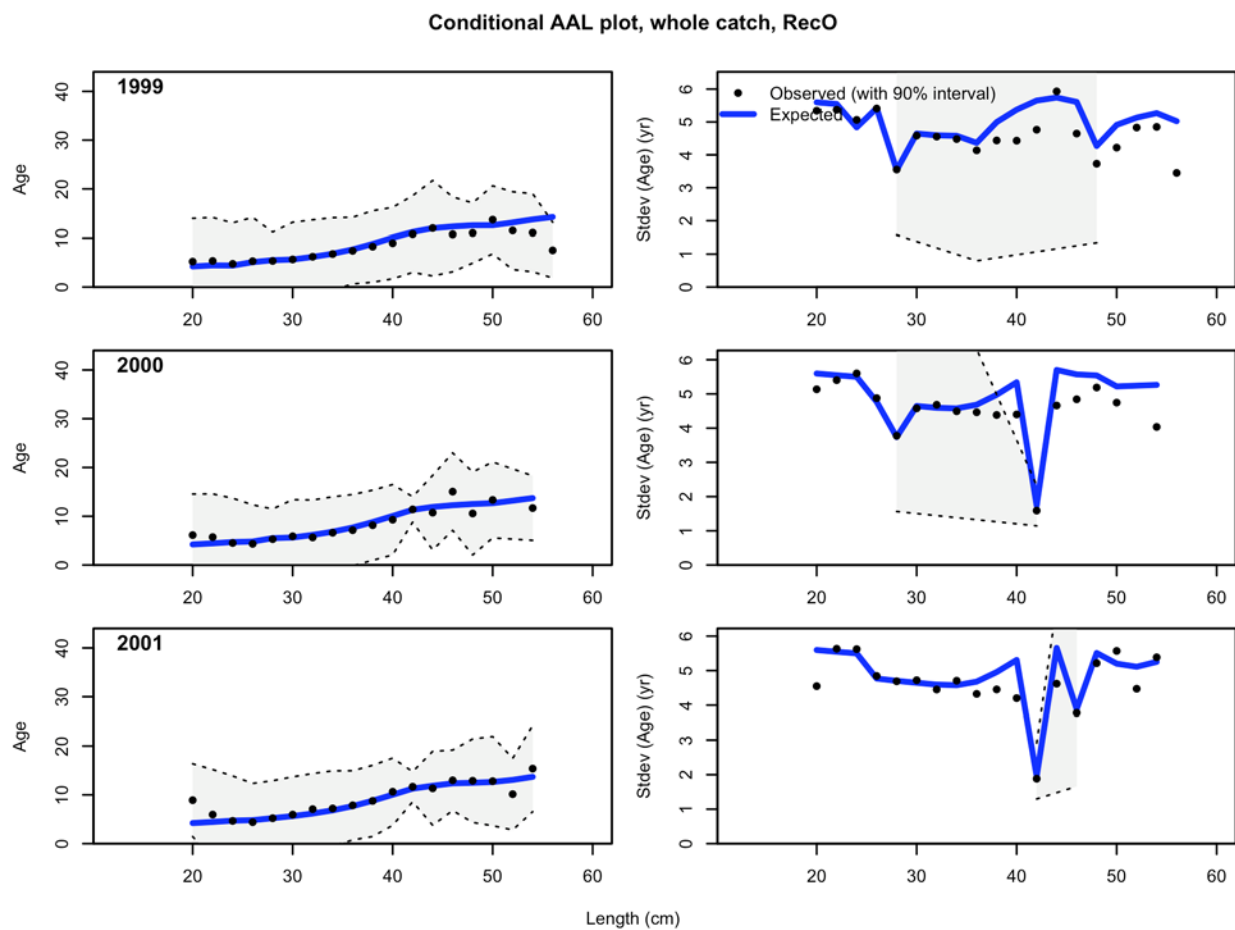 Conditional AAL plot, whole catch, RecO
1999
Age
0 10 20 30 40
20 30 40 50 60
Observed (with 90% interval)
Expected
Stdev (Age) (yr)
0 1 2 3 4 5 6
20 30 40 50 60
2000
Age
0 10 20 30 40
20 30 40 50 60
Stdev (Age) (yr)
0 1 2 3 4 5 6
20 30 40 50 60
2001
Age
0 10 20 30 40
20 30 40 50 60
Stdev (Age) (yr)
0 1 2 3 4 5 6
20 30 40 50 60
Length (cm)